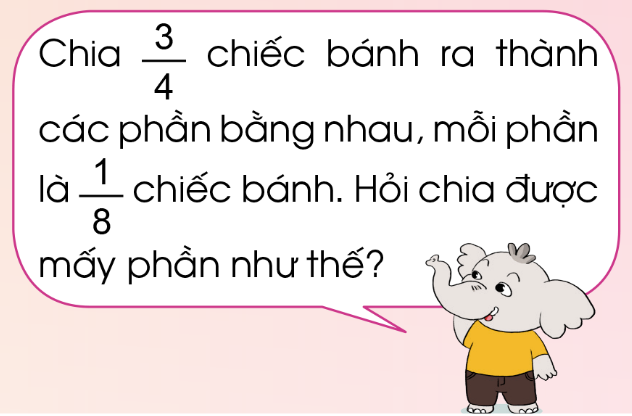 Chia 3/4 chiếc bánh ra thành
các phần bằng nhau, mỗi phần
là 1/8 chiếc bánh. Hỏi chia được
mấy phần như thế?